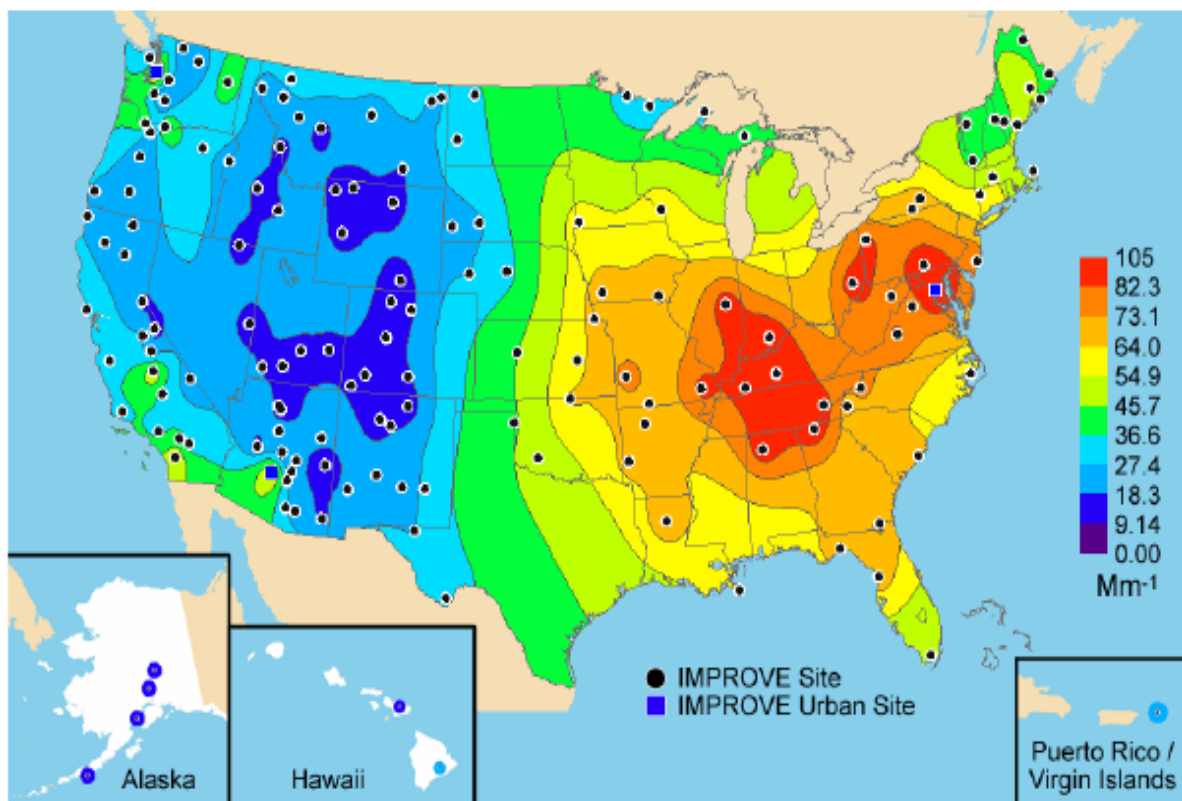 105
82.3
73.1
64.0
54.9
45.7
36.6
27.4
18.3
9.14
0.00
Mm-1
IMPROVE Site
IMPROVE Urban Site
Alaska
Hawaii
Puerto Rico /
Virgin Islands